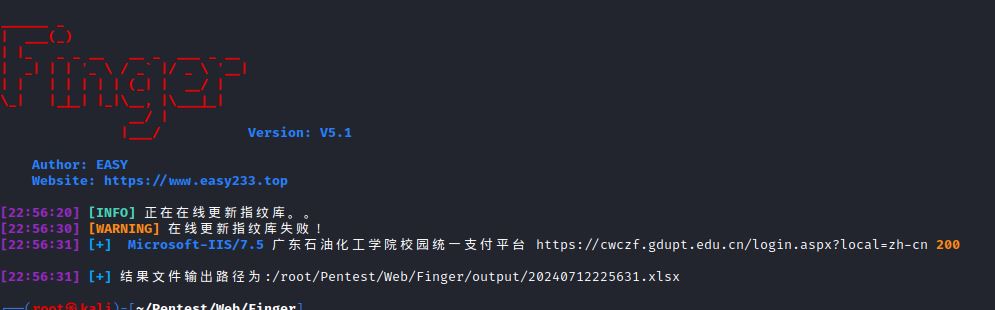 Finger
Version: V5.1
Author: EASY
Website: https://www.easy233.top
[22:56:20] [INFO] 正在在线更新指纹库。。
[22:56:30] [WARNING] 在线更新指纹库失败！
[22:56:31] [+] Microsoft-IIS/7.5 广东石油化工学院校园统一支付平台 https://cwczf.gdupt.edu.cn/login.aspx?local=zh-cn 200
[22:56:31] [+] 结果文件输出路径为:/root/Pentest/Web/Finger/output/20240712225631.xlsx
(root㉿kali)-[~/Pentest/Web/Finger]